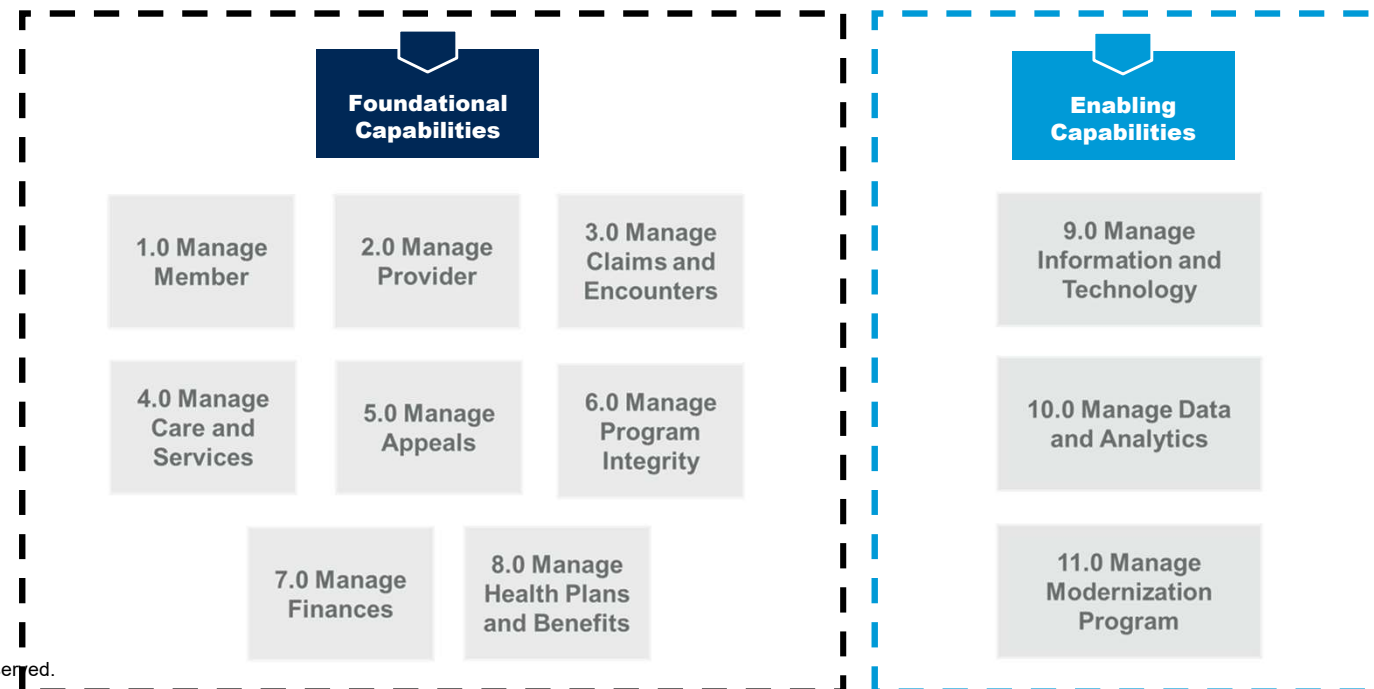 Foundational
Capabilities
1.0 Manage
Member
2.0 Manage
Provider
3.0 Manage
Claims and
Encounters
4.0 Manage
Care and
Services
5.0 Manage
Appeals
6.0 Manage
Program
Integrity
7.0 Manage
Finances
8.0 Manage
Health Plans
and Benefits
Enabling
Capabilities
9.0 Manage
Information and
Technology
10.0 Manage Data
and Analytics
11.0 Manage
Modernization
Program